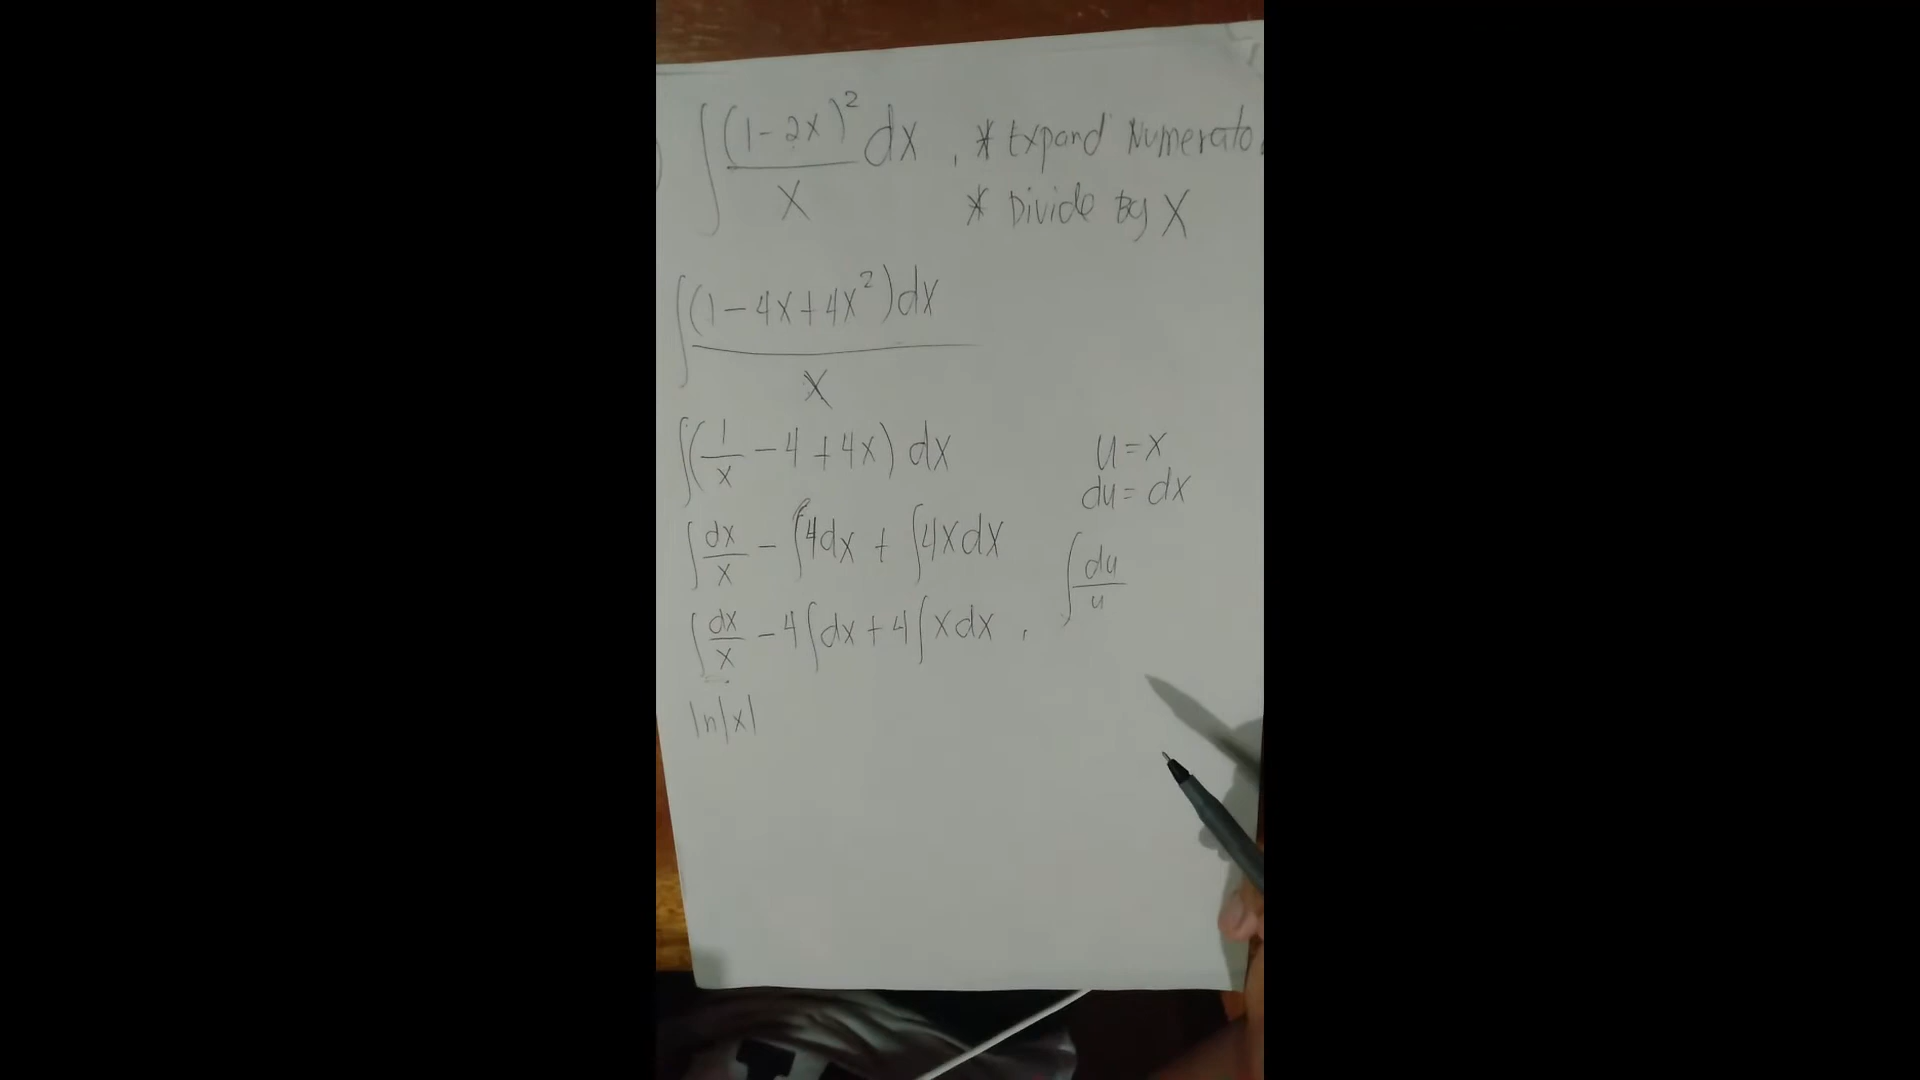 ∫ (1-2x)² / x dx , * Expand Numerato
* Divide By X
∫ (1-4x+4x²)dx / x
∫(1/x -4+4x) dx
u=x
du=dx
∫dx/x - ∫4dx + ∫4xdx
∫du/u
∫dx/x -4∫dx+4∫xdx ,
ln|x|